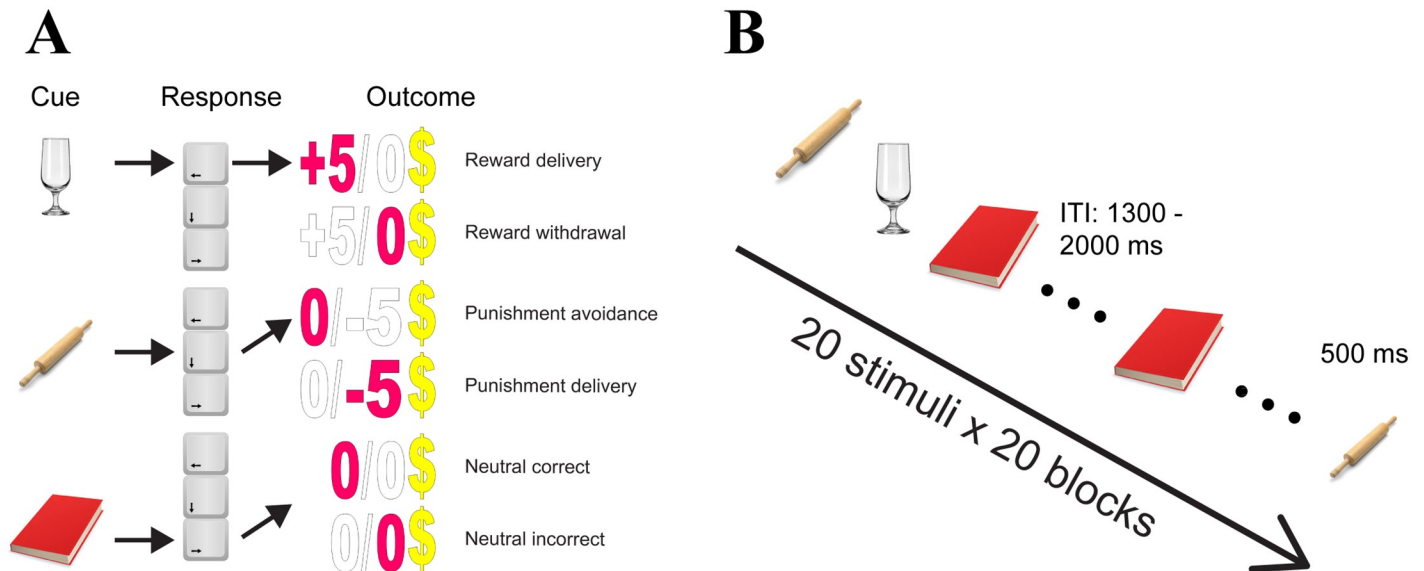 A
Cue Response Outcome
←
↓
→
+5/0$ Reward delivery
+5/0$ Reward withdrawal
←
↓
→
0/-5$ Punishment avoidance
0/-5$ Punishment delivery
←
↓
→
0/0$ Neutral correct
0/0$ Neutral incorrect
B
ITI: 1300 -
2000 ms
500 ms
20 stimuli x 20 blocks